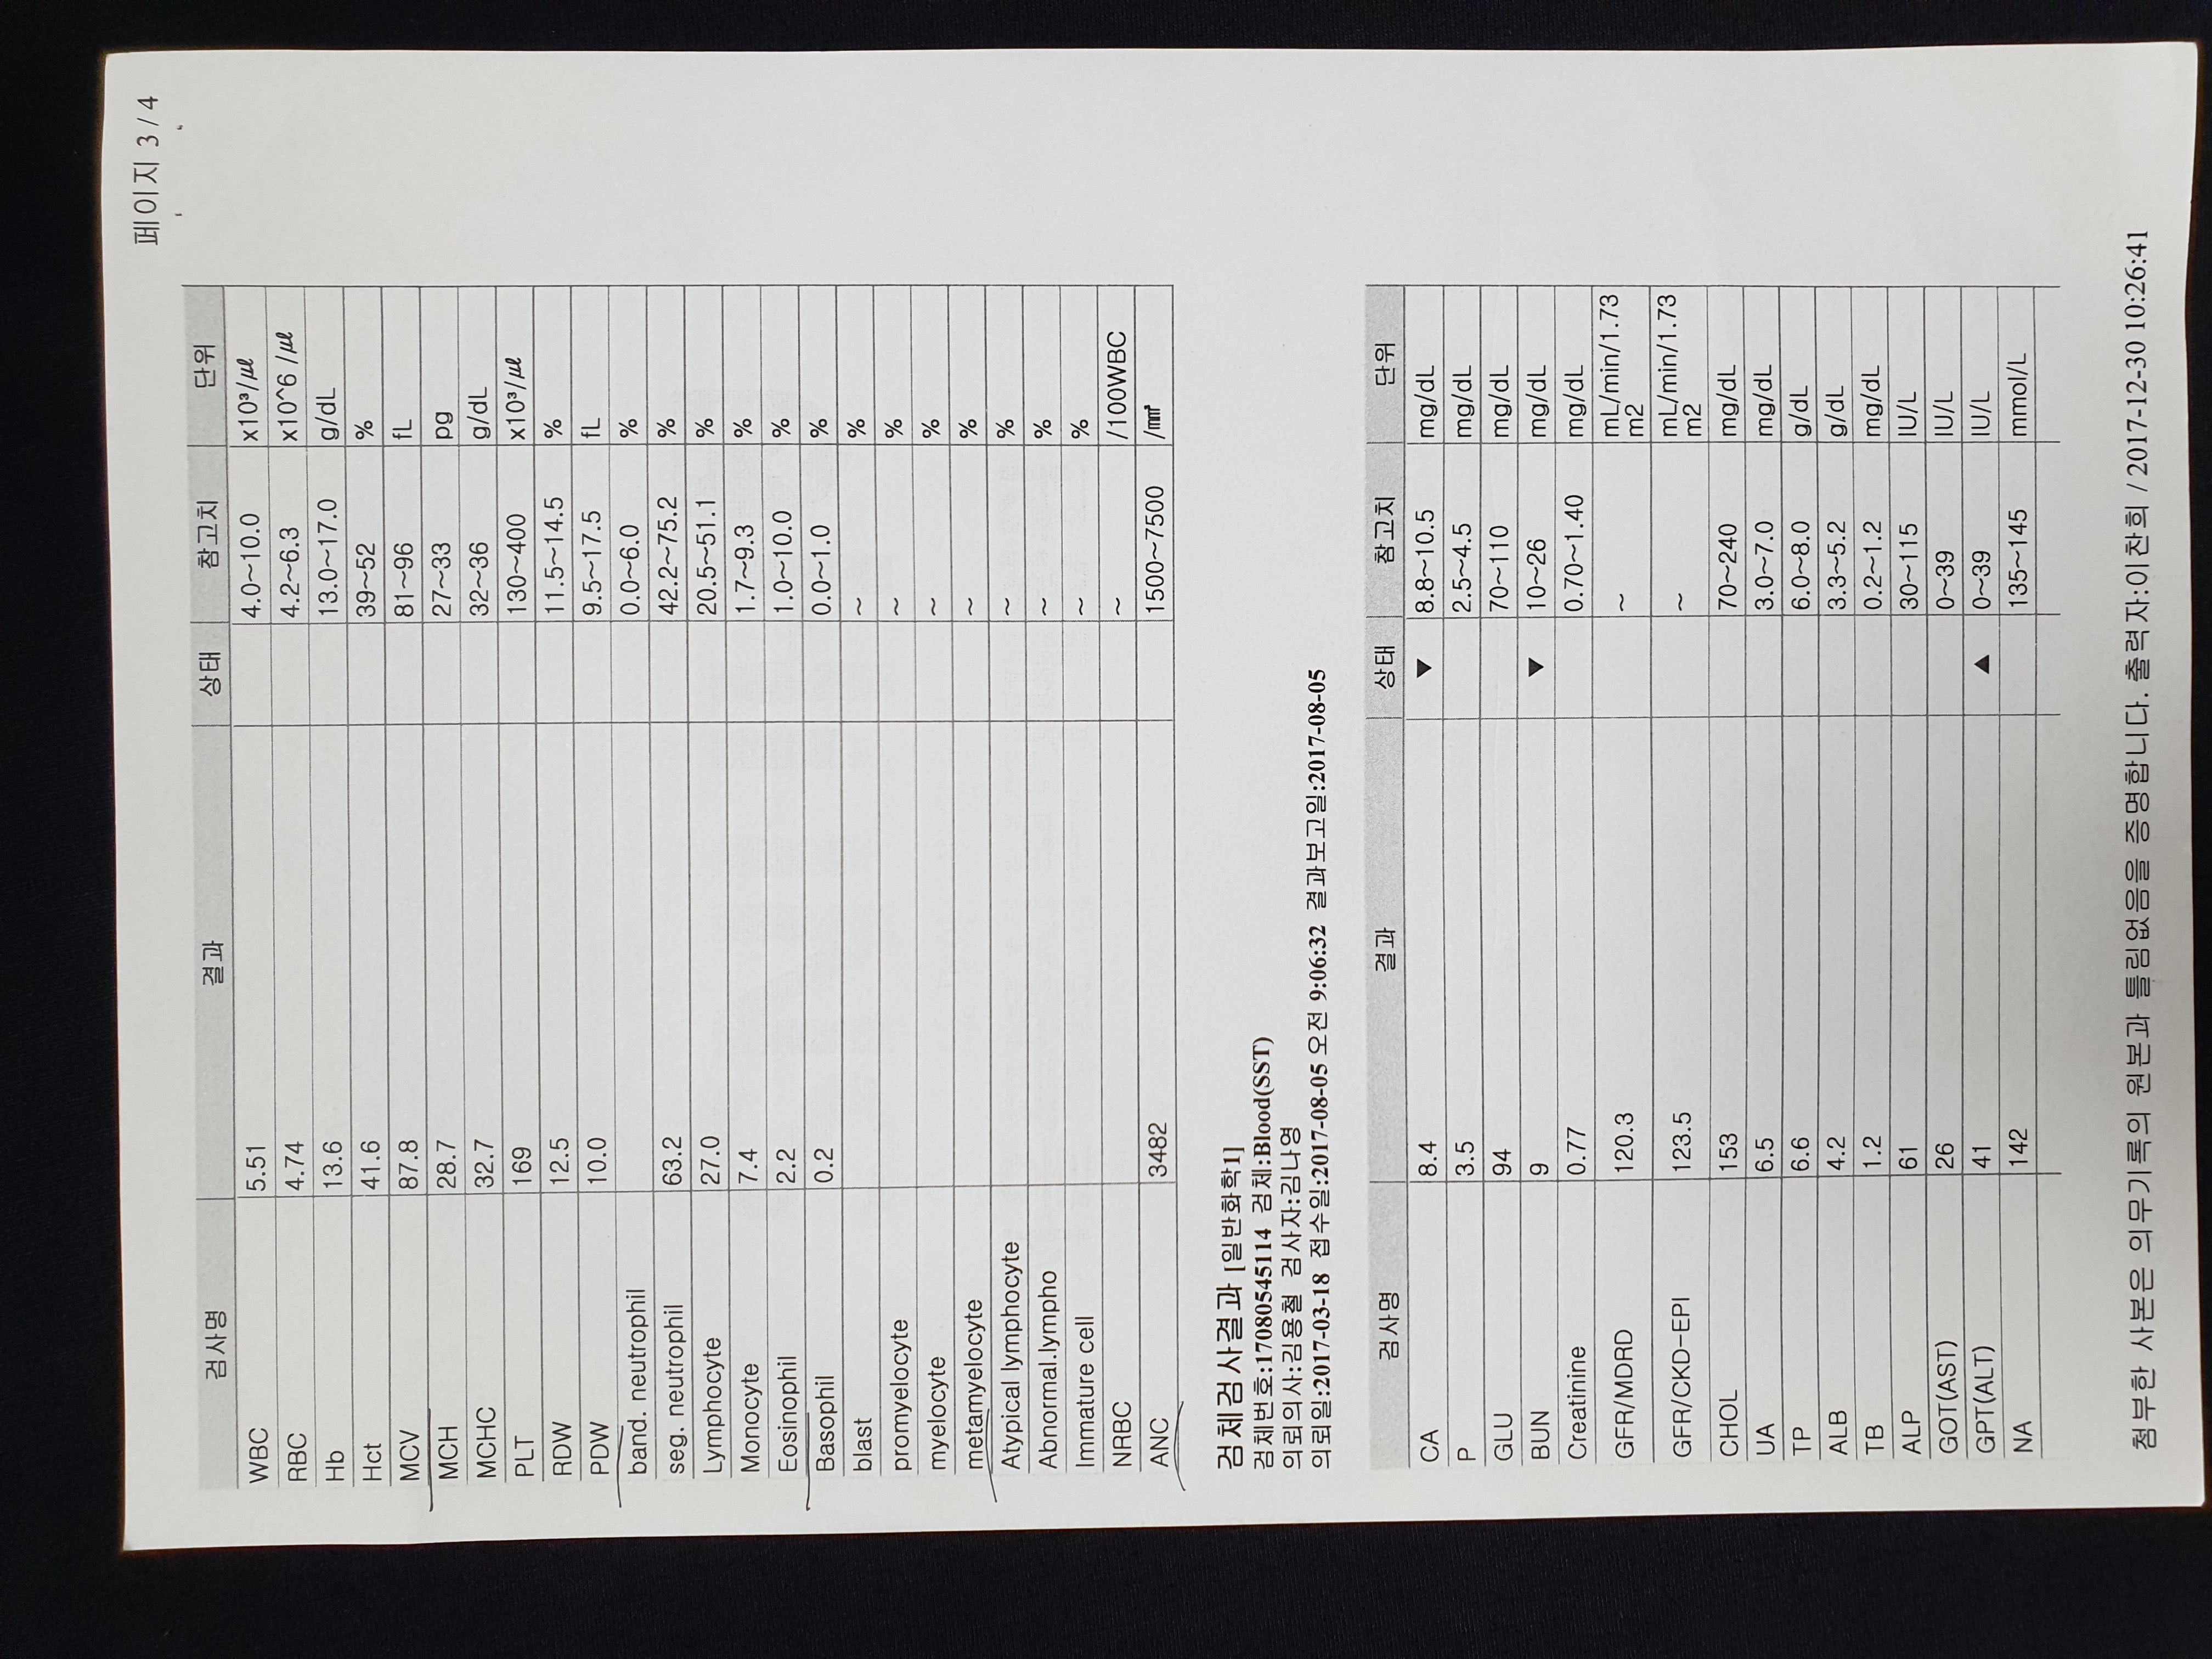 페이지 3 / 4
검사명 결과 상태 참고치 단위
WBC 5.51 4.0~10.0 x10³/㎕
RBC 4.74 4.2~6.3 x10^6 /㎕
Hb 13.6 13.0~17.0 g/dL
Hct 41.6 39~52 %
MCV 87.8 81~96 fL
MCH 28.7 27~33 pg
MCHC 32.7 32~36 g/dL
PLT 169 130~400 x10³/㎕
RDW 12.5 11.5~14.5 %
PDW 10.0 9.5~17.5 fL
band. neutrophil 0.0~6.0 %
seg. neutrophil 63.2 42.2~75.2 %
Lymphocyte 27.0 20.5~51.1 %
Monocyte 7.4 1.7~9.3 %
Eosinophil 2.2 1.0~10.0 %
Basophil 0.2 0.0~1.0 %
blast ~ %
promyelocyte ~ %
myelocyte ~ %
metamyelocyte ~ %
Atypical lymphocyte ~ %
Abnormal.lympho ~ %
Immature cell ~ %
NRBC ~ /100WBC
ANC 3482 1500~7500 /㎣
검체검사결과 [일반화학1]
검체번호:17080545114 검체:Blood(SST)
의뢰의사:김용철 검사자:김나영
의뢰일:2017-03-18 접수일:2017-08-05 오전 9:06:32 결과보고일:2017-08-05
검사명 결과 상태 참고치 단위
CA 8.4 ▼ 8.8~10.5 mg/dL
P 3.5 2.5~4.5 mg/dL
GLU 94 70~110 mg/dL
BUN 9 ▼ 10~26 mg/dL
Creatinine 0.77 0.70~1.40 mg/dL
GFR/MDRD 120.3 ~ mL/min/1.73
m2
GFR/CKD-EPI 123.5 ~ mL/min/1.73
m2
CHOL 153 70~240 mg/dL
UA 6.5 3.0~7.0 mg/dL
TP 6.6 6.0~8.0 g/dL
ALB 4.2 3.3~5.2 g/dL
TB 1.2 0.2~1.2 mg/dL
ALP 61 30~115 IU/L
GOT(AST) 26 0~39 IU/L
GPT(ALT) 41 ▲ 0~39 IU/L
NA 142 135~145 mmol/L
첨부한 사본은 의무기록의 원본과 틀림없음을 증명합니다. 출력자:이찬희 / 2017-12-30 10:26:41